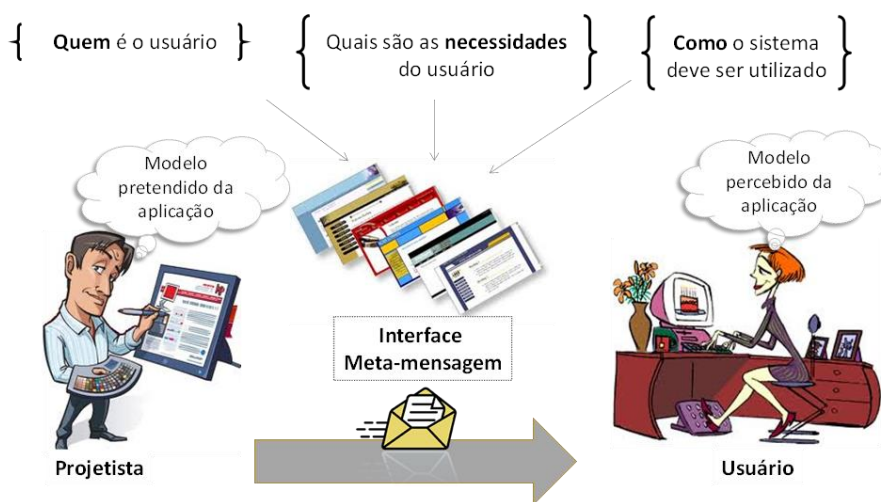 Quem é o usuário
Quais são as necessidades
do usuário
Como o sistema
deve ser utilizado
Modelo
pretendido da
aplicação
Modelo
percebido da
aplicação
Interface
Meta-mensagem
Projetista
Usuário